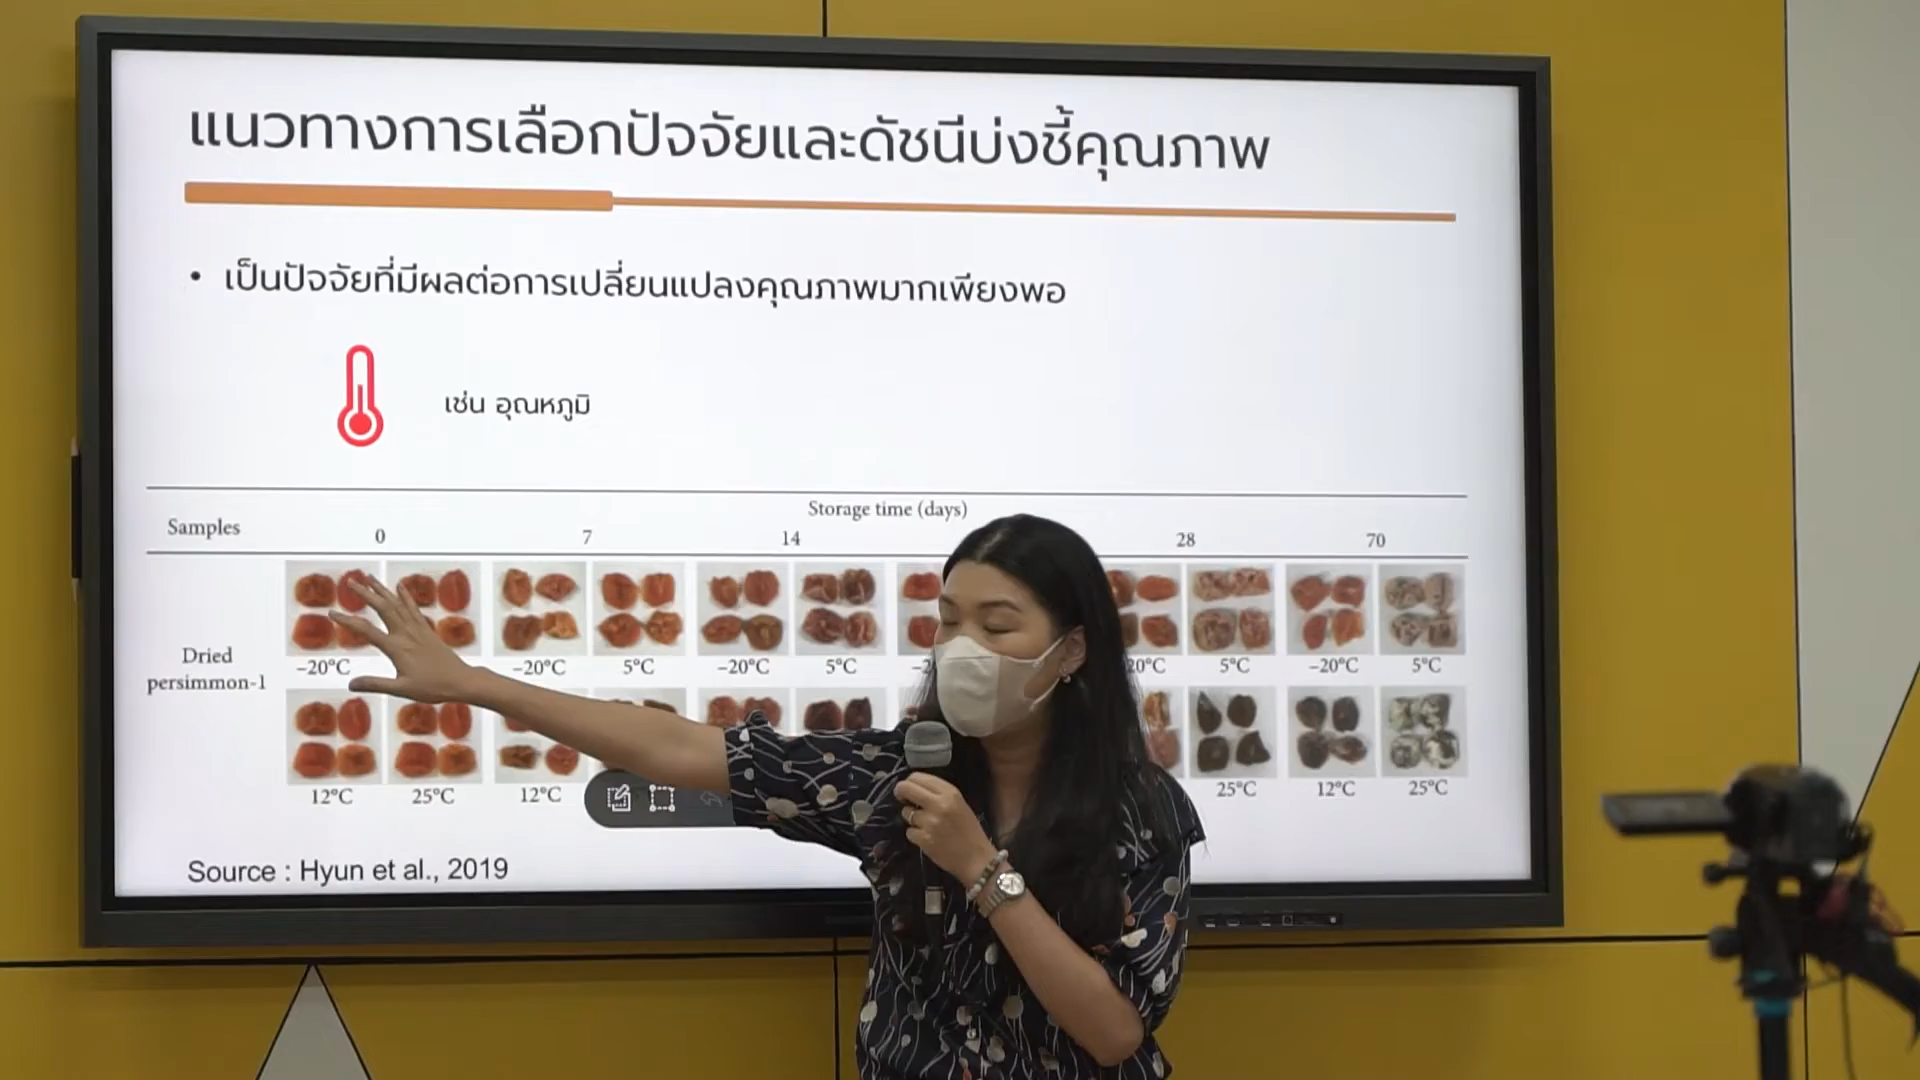 แนวทางการเลือกปัจจัยและดัชนีบ่งชี้คุณภาพ
• เป็นปัจจัยที่มีผลต่อการเปลี่ยนแปลงคุณภาพมากเพียงพอ
เช่น อุณหภูมิ
Storage time (days)
Samples 0 7 14 28 70
Dried persimmon-1
–20°C –20°C 5°C –20°C 5°C 5°C –20°C 5°C
12°C 25°C 12°C 25°C 12°C 25°C
Source : Hyun et al., 2019